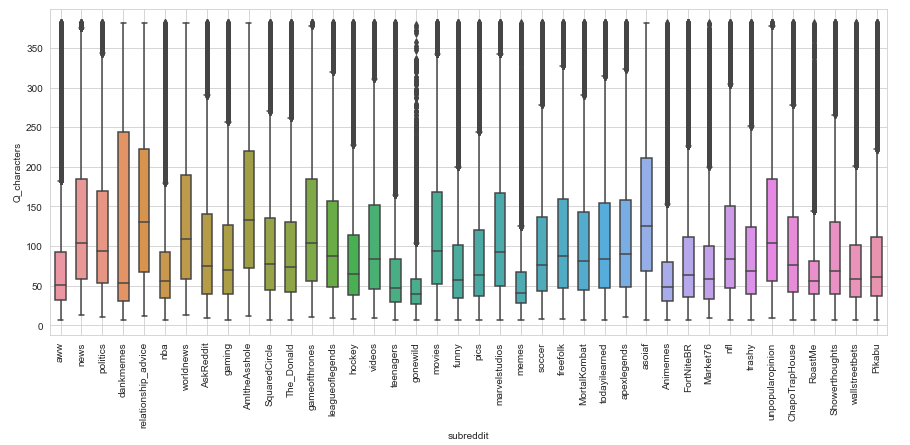 Q_characters
350
300
250
200
150
100
50
0
aww
news
politics
dankmemes
relationship_advice
nba
worldnews
AskReddit
gaming
AmItheAsshole
SquaredCircle
The_Donald
gameofthrones
leagueoflegends
hockey
videos
teenagers
gonewild
movies
funny
pics
marvelstudios
memes
soccer
freefolk
MortalKombat
todayilearned
apexlegends
asoiaf
Animemes
FortNiteBR
Market76
nfl
trashy
unpopularopinion
ChapoTrapHouse
RoastMe
Showerthoughts
wallstreetbets
Pikabu
subreddit